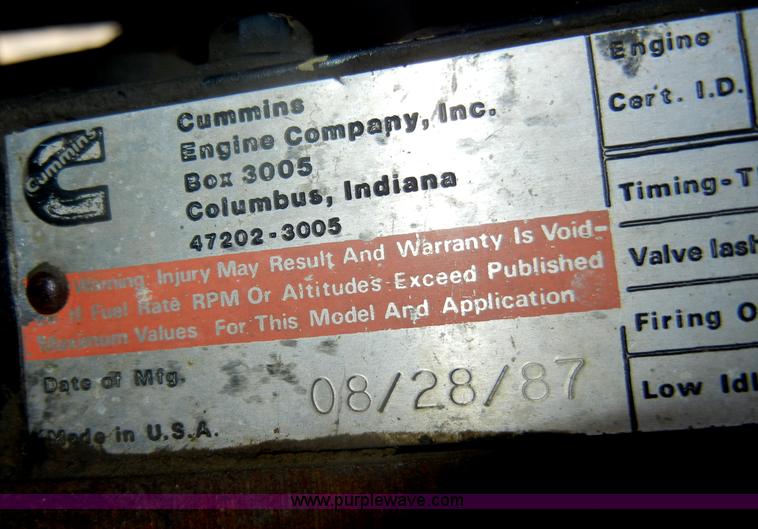 Cummins
Cummins
Engine Company, Inc.
Box 3005
Columbus, Indiana
47202-3005
Warning: Injury May Result And Warranty Is Void-
If Fuel Rate RPM Or Altitudes Exceed Published
Maximum Values For This Model And Application
Date of Mfg.
08/28/87
Made in U.S.A.
Engine
Cert. I.D.
Timing-T
Valve lash
Firing O
Low Idl
www.purplewave.com